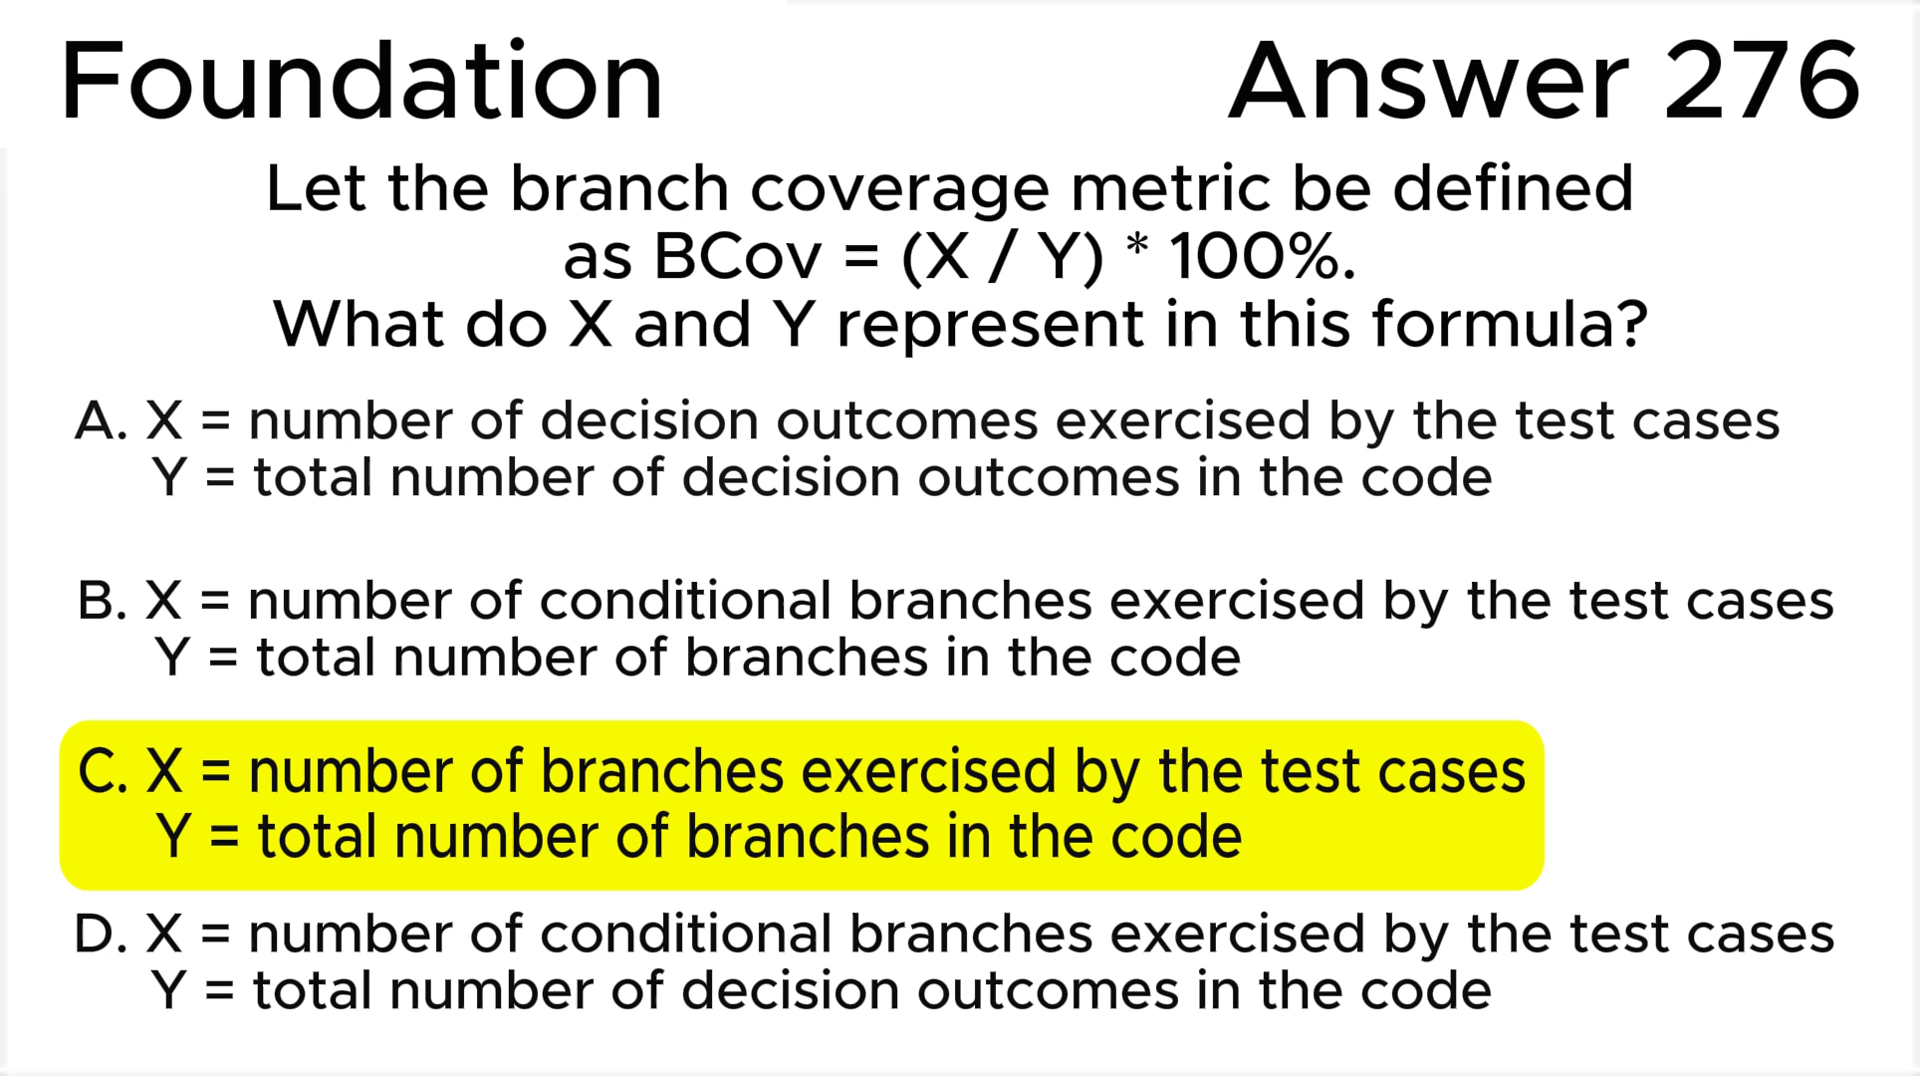 Foundation
Answer 276
Let the branch coverage metric be defined
as BCov = (X / Y) * 100%.
What do X and Y represent in this formula?
A. X = number of decision outcomes exercised by the test cases
Y = total number of decision outcomes in the code
B. X = number of conditional branches exercised by the test cases
Y = total number of branches in the code
C. X = number of branches exercised by the test cases
Y = total number of branches in the code
D. X = number of conditional branches exercised by the test cases
Y = total number of decision outcomes in the code